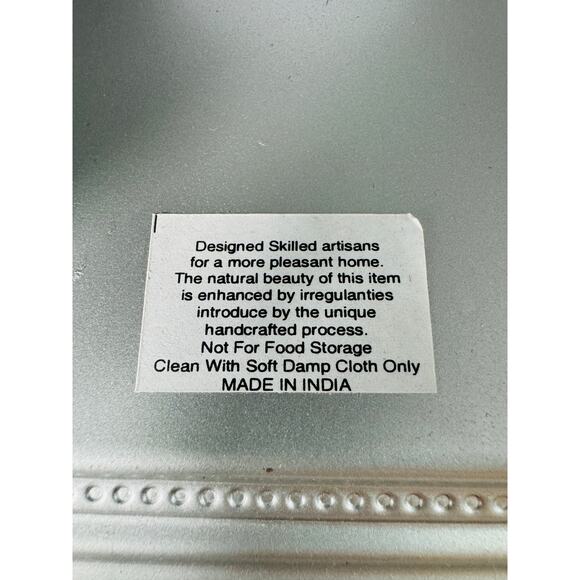 Designed Skilled artisans
for a more pleasant home.
The natural beauty of this item
is enhanced by irregulanties
introduce by the unique
handcrafted process.
Not For Food Storage
Clean With Soft Damp Cloth Only
MADE IN INDIA